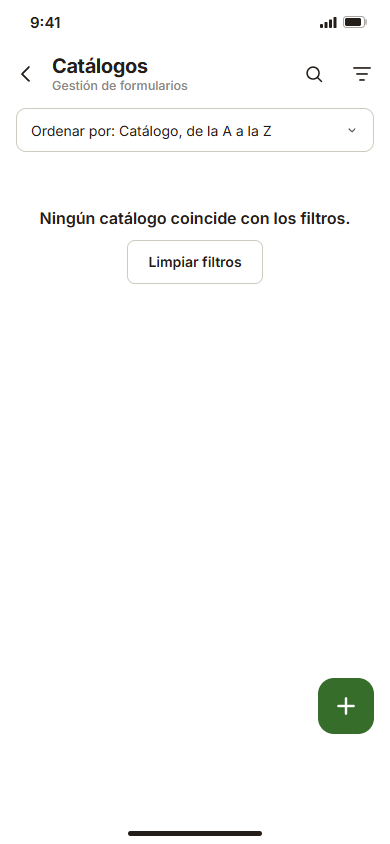 9:41
Catálogos
Gestión de formularios
Ordenar por: Catálogo, de la A a la Z
Ningún catálogo coincide con los filtros.
Limpiar filtros